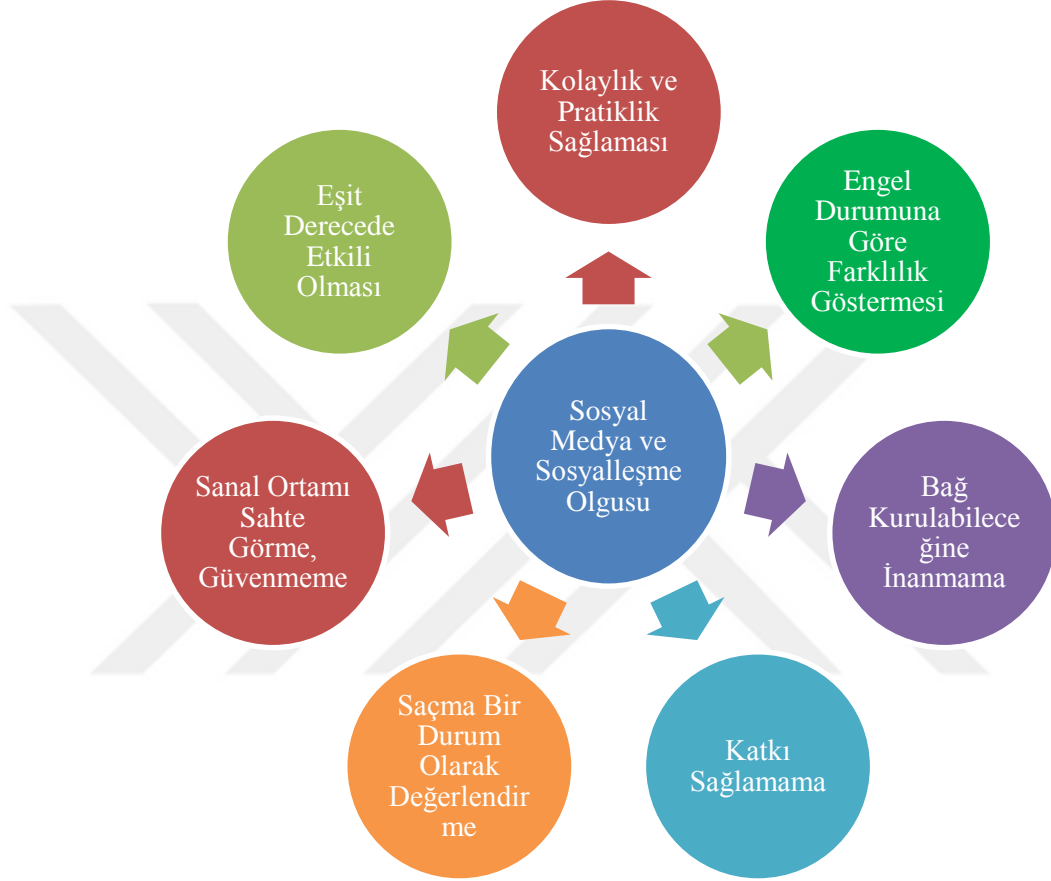 Kolaylık ve
Pratiklik
Sağlaması
Engel
Durumuna
Göre
Farklılık
Göstermesi
Bağ
Kurulabilece
ğine
İnanmama
Katkı
Sağlamama
Saçma Bir
Durum
Olarak
Değerlendir
me
Sanal Ortamı
Sahte
Görme,
Güvenmeme
Eşit
Derecede
Etkili
Olması
Sosyal
Medya ve
Sosyalleşme
Olgusu